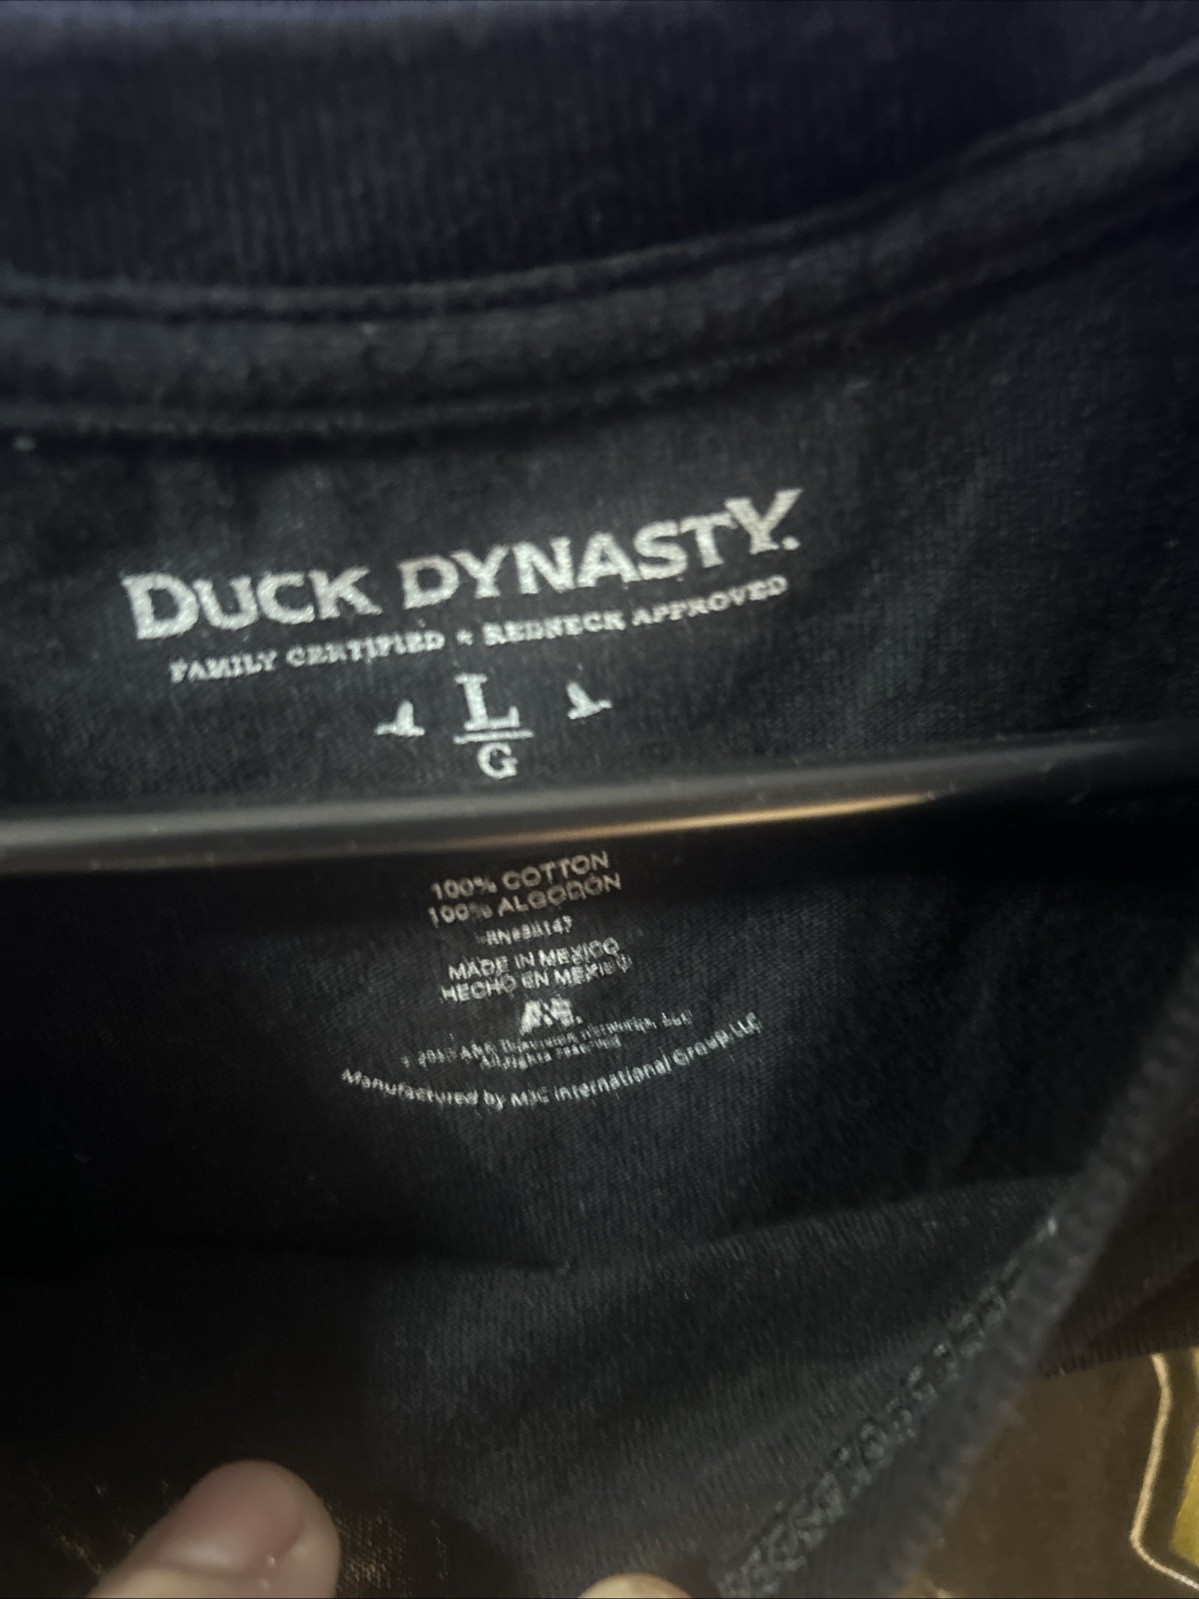 DUCK DYNASTY.
FAMILY CERTIFIED * REDNECK APPROVED
L
G
100% COTTON
100% ALGODÓN
MADE IN MEXICO
HECHO EN MEXICO
A&E.
All rights reserved
Manufactured by MJC International Group, LLC